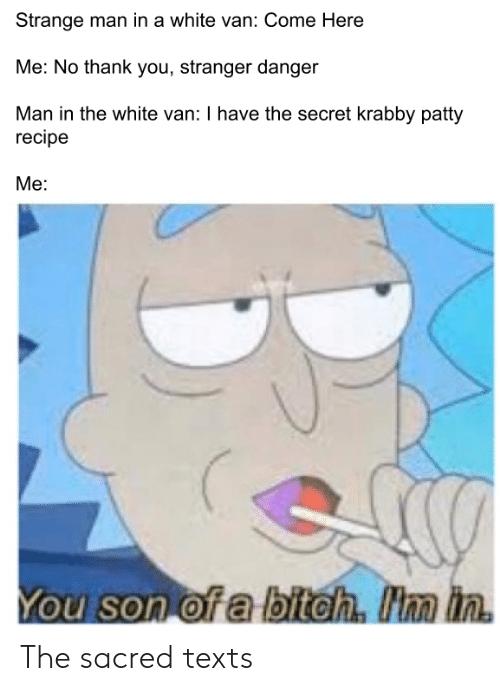 Strange man in a white van: Come Here
Me: No thank you, stranger danger
Man in the white van: I have the secret krabby patty
recipe
Me:
You son of a bitch. I'm in.
The sacred texts